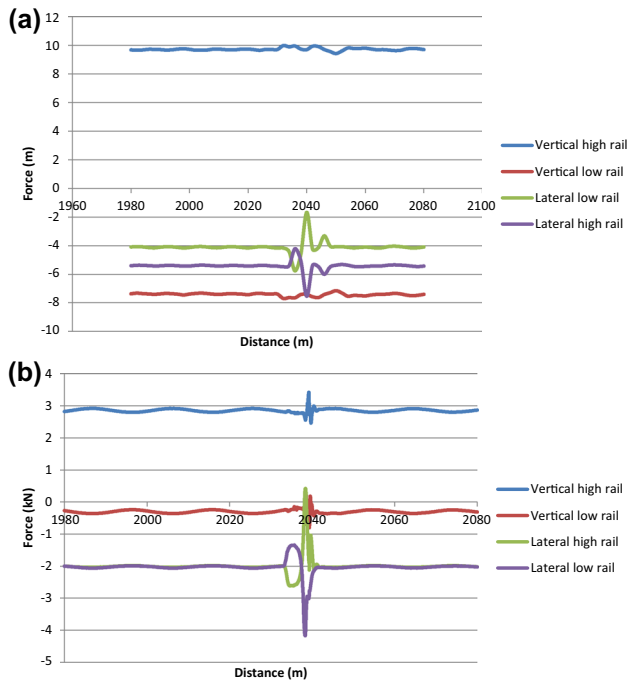 (a)
12
10
8
6
4
2
0
-2
-4
-6
-8
-10
1960 1980 2000 2020 2040 2060 2080 2100
Force (m)
Distance (m)
Vertical high rail
Vertical low rail
Lateral low rail
Lateral high rail
(b)
4
3
2
1
0
-1
-2
-3
-4
-5
1980 2000 2020 2040 2060 2080
Force (kN)
Distance (m)
Vertical high rail
Vertical low rail
Lateral high rail
Lateral low rail